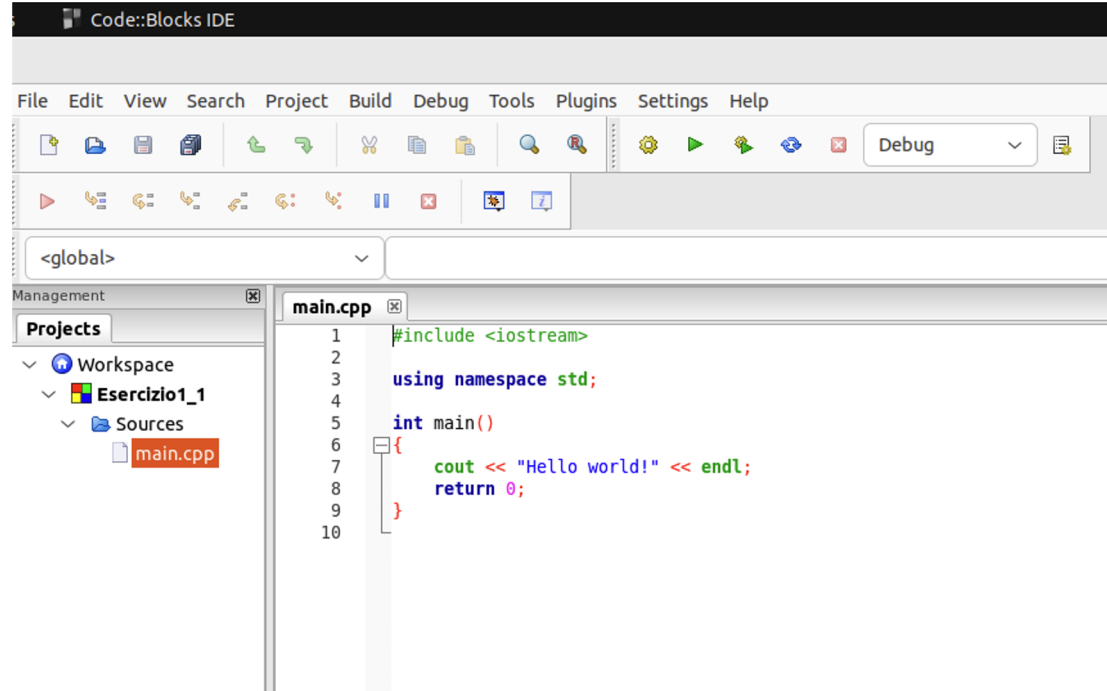 Code::Blocks IDE
File Edit View Search Project Build Debug Tools Plugins Settings Help
Debug
<global>
Management
Projects
Workspace
Esercizio1_1
Sources
main.cpp
main.cpp
1 #include <iostream>
2
3 using namespace std;
4
5 int main()
6 {
7 cout << "Hello world!" << endl;
8 return 0;
9 }
10